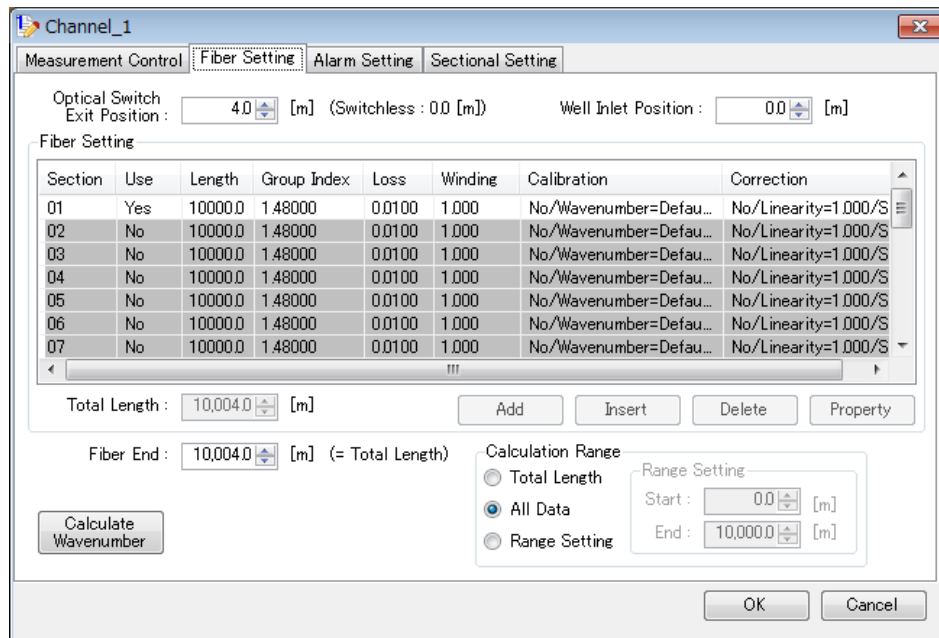 Channel_1
Measurement Control Fiber Setting Alarm Setting Sectional Setting
Optical Switch
Exit Position : 4.0 [m] (Switchless : 0.0 [m]) Well Inlet Position : 0.0 [m]
Fiber Setting
Section Use Length Group Index Loss Winding Calibration Correction
01 Yes 10000.0 1.48000 0.0100 1.000 No/Wavenumber=Defau... No/Linearity=1.000/S
02 No 10000.0 1.48000 0.0100 1.000 No/Wavenumber=Defau... No/Linearity=1.000/S
03 No 10000.0 1.48000 0.0100 1.000 No/Wavenumber=Defau... No/Linearity=1.000/S
04 No 10000.0 1.48000 0.0100 1.000 No/Wavenumber=Defau... No/Linearity=1.000/S
05 No 10000.0 1.48000 0.0100 1.000 No/Wavenumber=Defau... No/Linearity=1.000/S
06 No 10000.0 1.48000 0.0100 1.000 No/Wavenumber=Defau... No/Linearity=1.000/S
07 No 10000.0 1.48000 0.0100 1.000 No/Wavenumber=Defau... No/Linearity=1.000/S
Total Length : 10,004.0 [m] Add Insert Delete Property
Fiber End : 10,004.0 [m] (= Total Length)
Calculation Range
Total Length
All Data
Range Setting
Range Setting
Start : 0.0 [m]
End : 10,000.0 [m]
Calculate
Wavenumber
OK Cancel